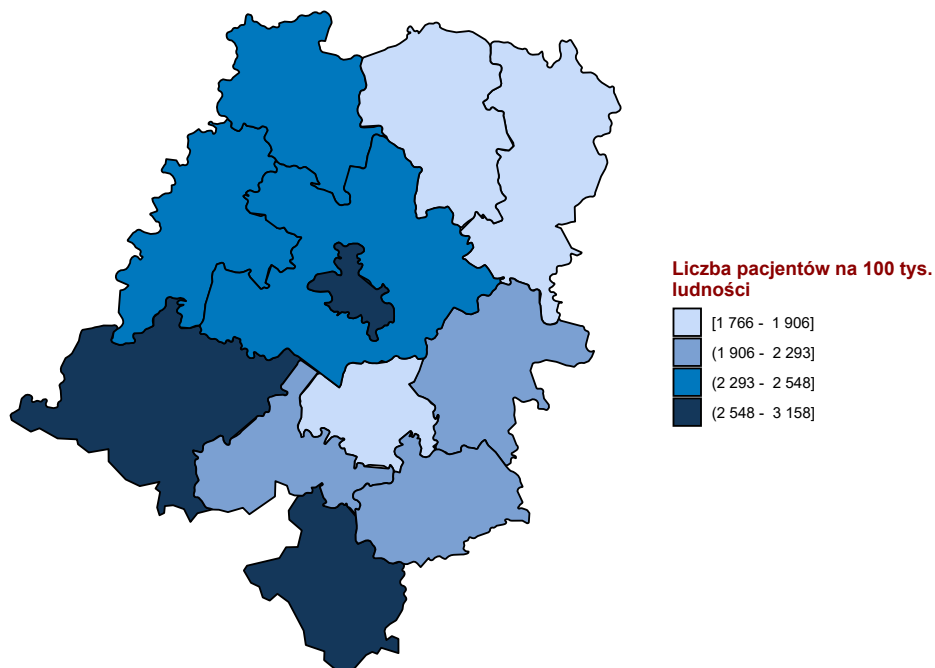 Liczba pacjentów na 100 tys.
ludności
[1 766 - 1 906]
(1 906 - 2 293]
(2 293 - 2 548]
(2 548 - 3 158]